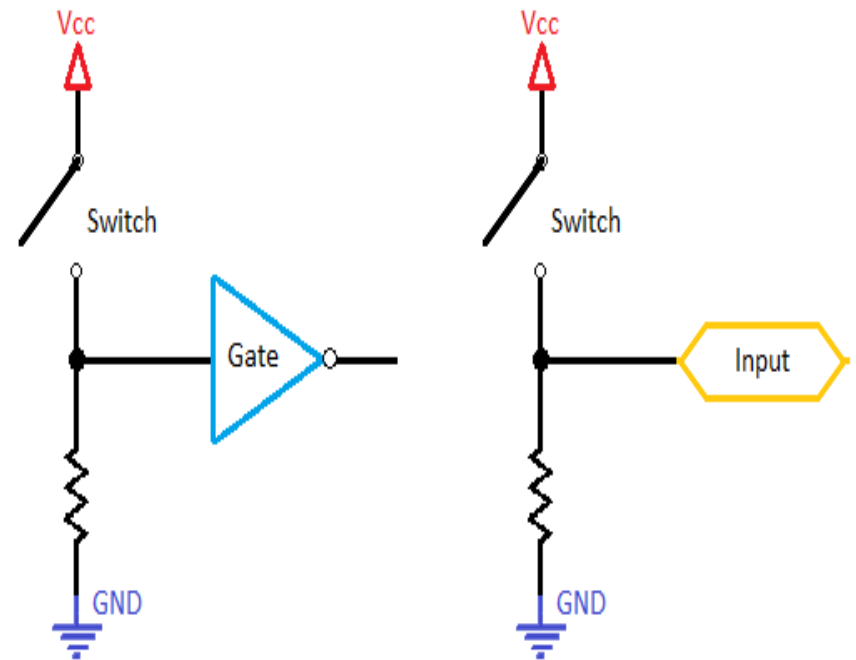 Vcc
Switch
Gate
GND
Vcc
Switch
Input
GND